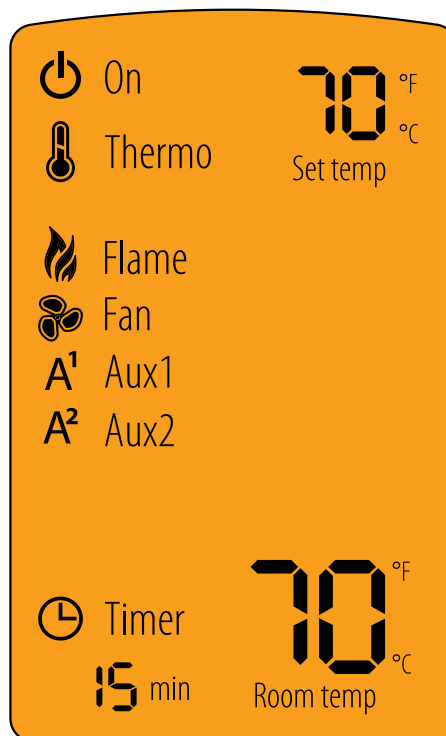 On
70 °F
°C
Thermo
Set temp
Flame
Fan
A¹ Aux1
A² Aux2
Timer
15 min
70 °F
°C
Room temp